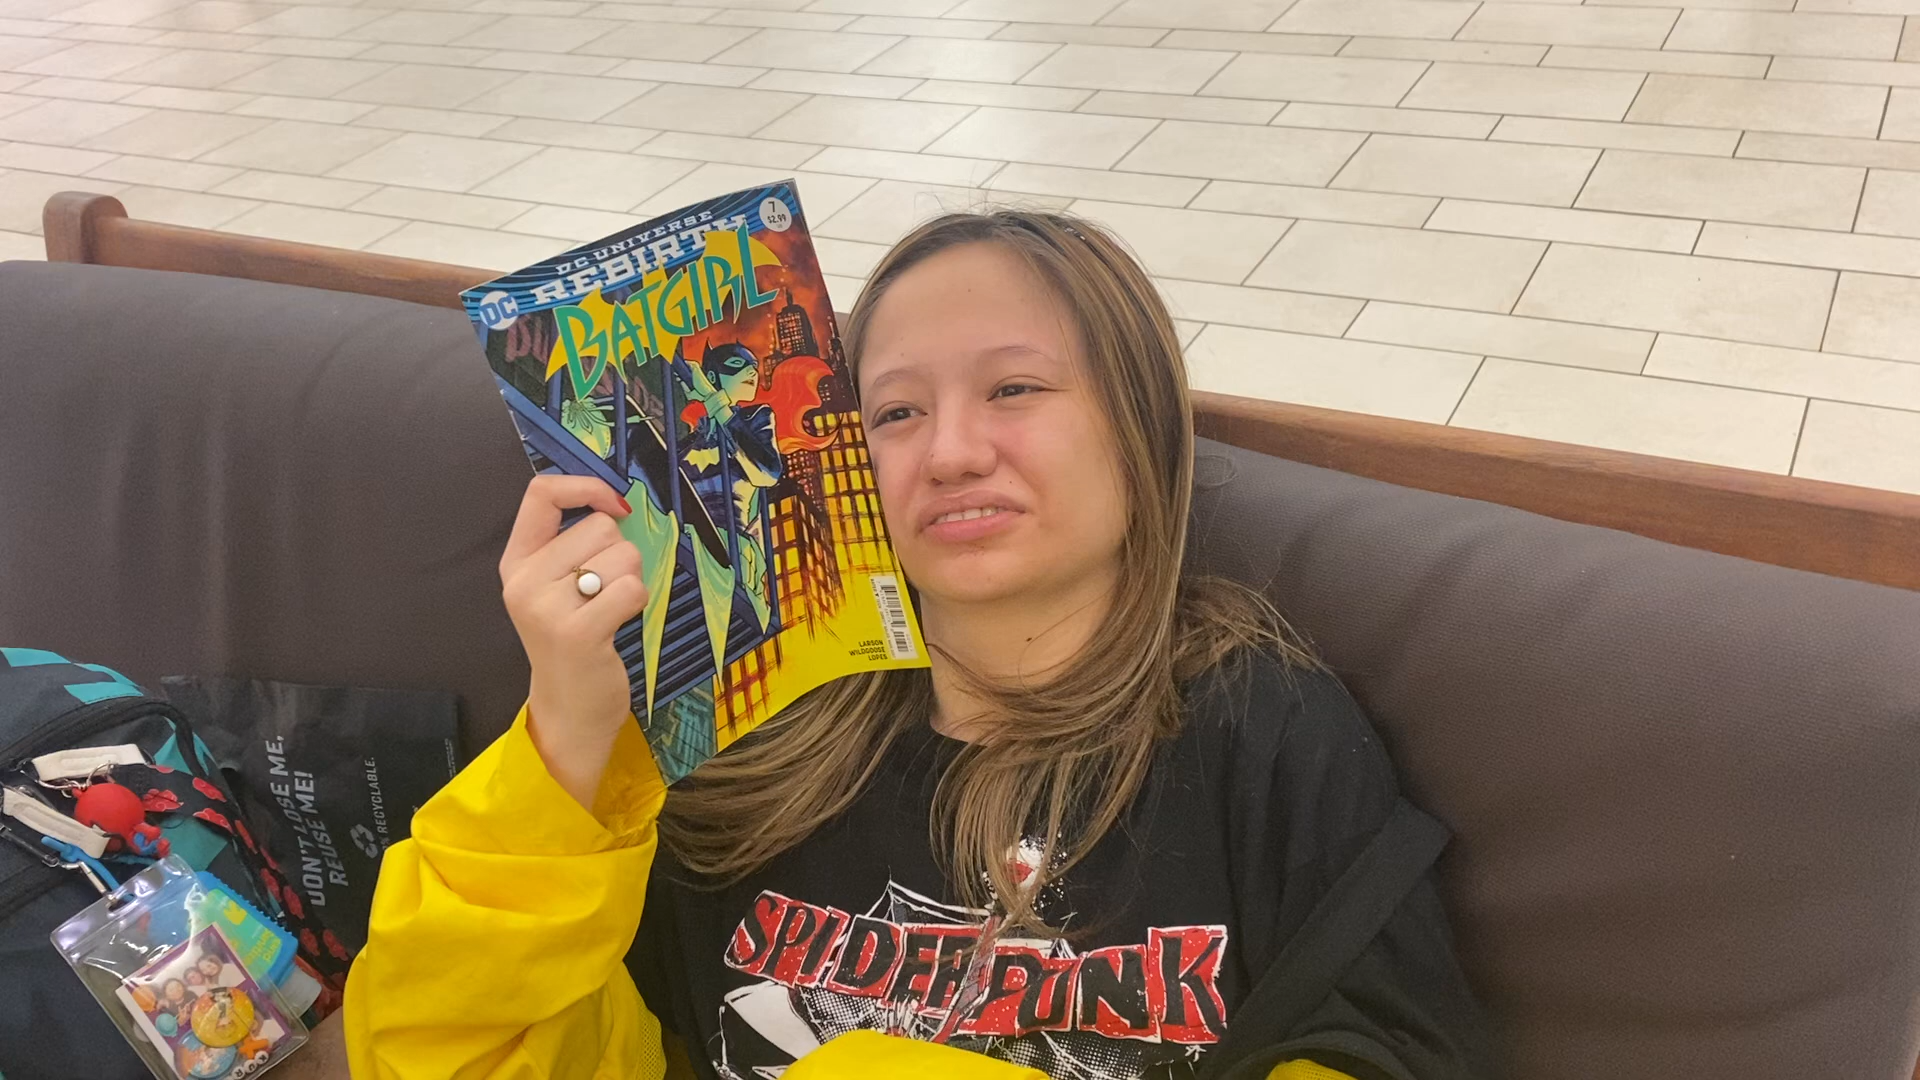 7
$2.99
DC UNIVERSE
REBIRTH
DC
BATGIRL
LARSON
WILDGOOSE
LOPES
DON'T LOSE ME,
REUSE ME!
RECYCLABLE.
SPIDER PUNK